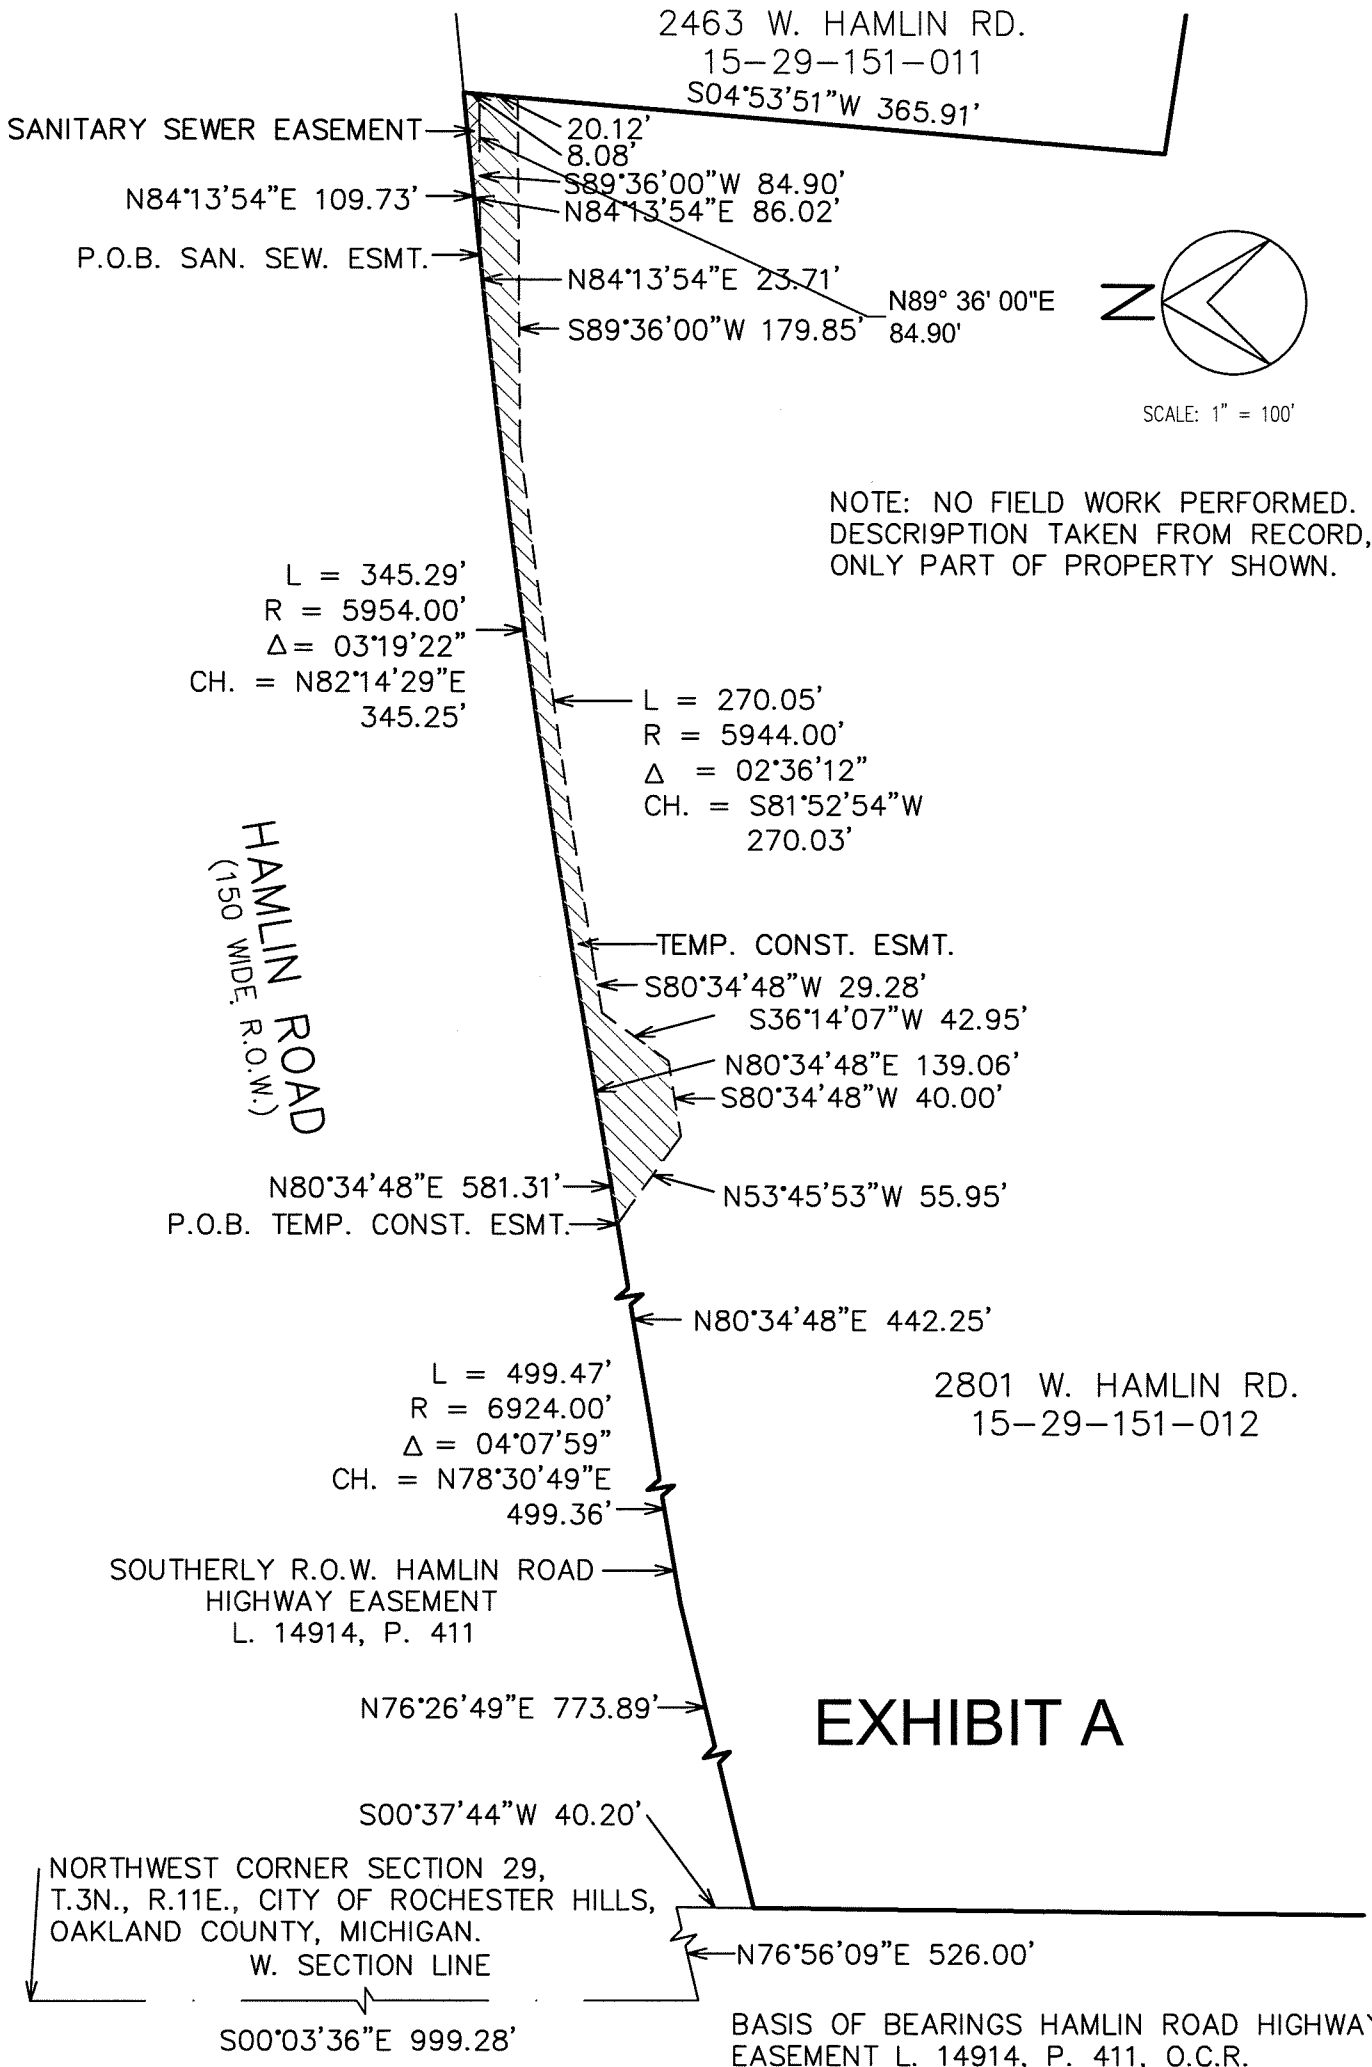 2463 W. HAMLIN RD.
15-29-151-011
S04°53'51"W 365.91'
SANITARY SEWER EASEMENT
20.12'
8.08'
S89°36'00"W 84.90'
N84°13'54"E 109.73'
N84°13'54"E 86.02'
P.O.B. SAN. SEW. ESMT.
N84°13'54"E 23.71'
N89° 36' 00"E
84.90'
S89°36'00"W 179.85'
N
SCALE: 1" = 100'
NOTE: NO FIELD WORK PERFORMED.
DESCRI9PTION TAKEN FROM RECORD,
ONLY PART OF PROPERTY SHOWN.
L = 345.29'
R = 5954.00'
Δ = 03°19'22"
CH. = N82°14'29"E
345.25'
L = 270.05'
R = 5944.00'
Δ = 02°36'12"
CH. = S81°52'54"W
270.03'
HAMLIN ROAD
(150 WIDE R.O.W.)
TEMP. CONST. ESMT.
S80°34'48"W 29.28'
S36°14'07"W 42.95'
N80°34'48"E 139.06'
S80°34'48"W 40.00'
N80°34'48"E 581.31'
N53°45'53"W 55.95'
P.O.B. TEMP. CONST. ESMT.
N80°34'48"E 442.25'
L = 499.47'
R = 6924.00'
Δ = 04°07'59"
CH. = N78°30'49"E
499.36'
2801 W. HAMLIN RD.
15-29-151-012
SOUTHERLY R.O.W. HAMLIN ROAD
HIGHWAY EASEMENT
L. 14914, P. 411
N76°26'49"E 773.89'
EXHIBIT A
S00°37'44"W 40.20'
NORTHWEST CORNER SECTION 29,
T.3N., R.11E., CITY OF ROCHESTER HILLS,
OAKLAND COUNTY, MICHIGAN.
W. SECTION LINE
N76°56'09"E 526.00'
S00°03'36"E 999.28'
BASIS OF BEARINGS HAMLIN ROAD HIGHWAY
EASEMENT L. 14914, P. 411, O.C.R.